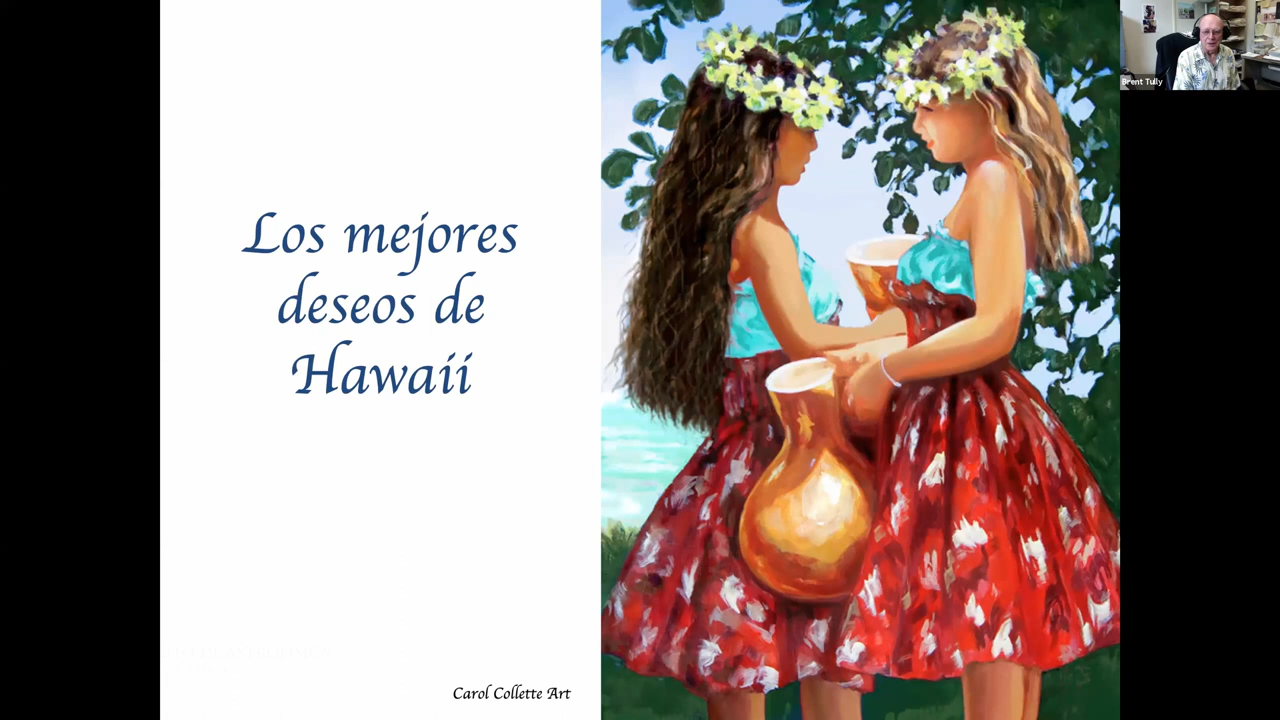 Los mejores
deseos de
Hawaii
Carol Collette Art
Brent Tully